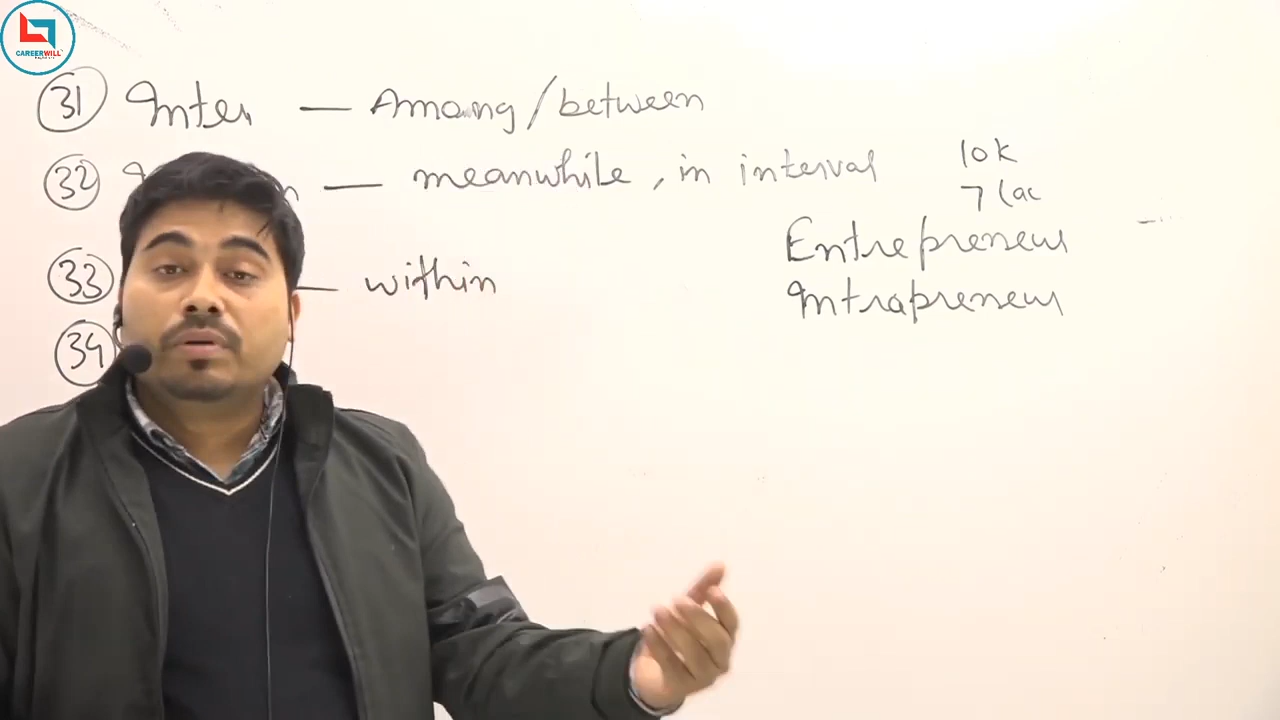 CAREERWILL
31 Inter — Among/between
32 — meanwhile, in interval
10k
7 lac
Entrepreneur
33 — within
Intrapreneur
34